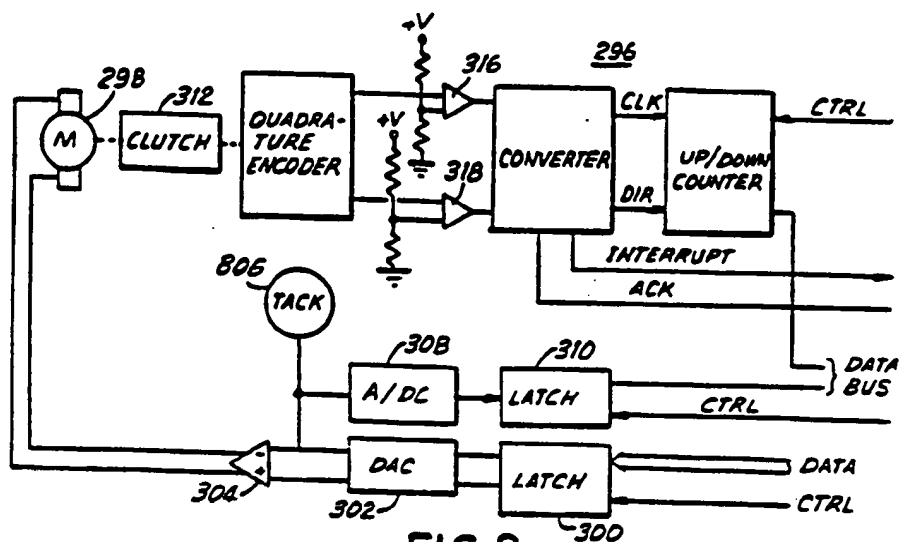 +V
316
296
298
312
+V
CLK
CTRL
M
CLUTCH
QUADRA-
TURE
ENCODER
CONVERTER
UP/DOWN
COUNTER
318
DIR
INTERRUPT
806
ACK
TACK
308
310
DATA
BUS
A/DC
LATCH
CTRL
304
DAC
LATCH
DATA
302
CTRL
300